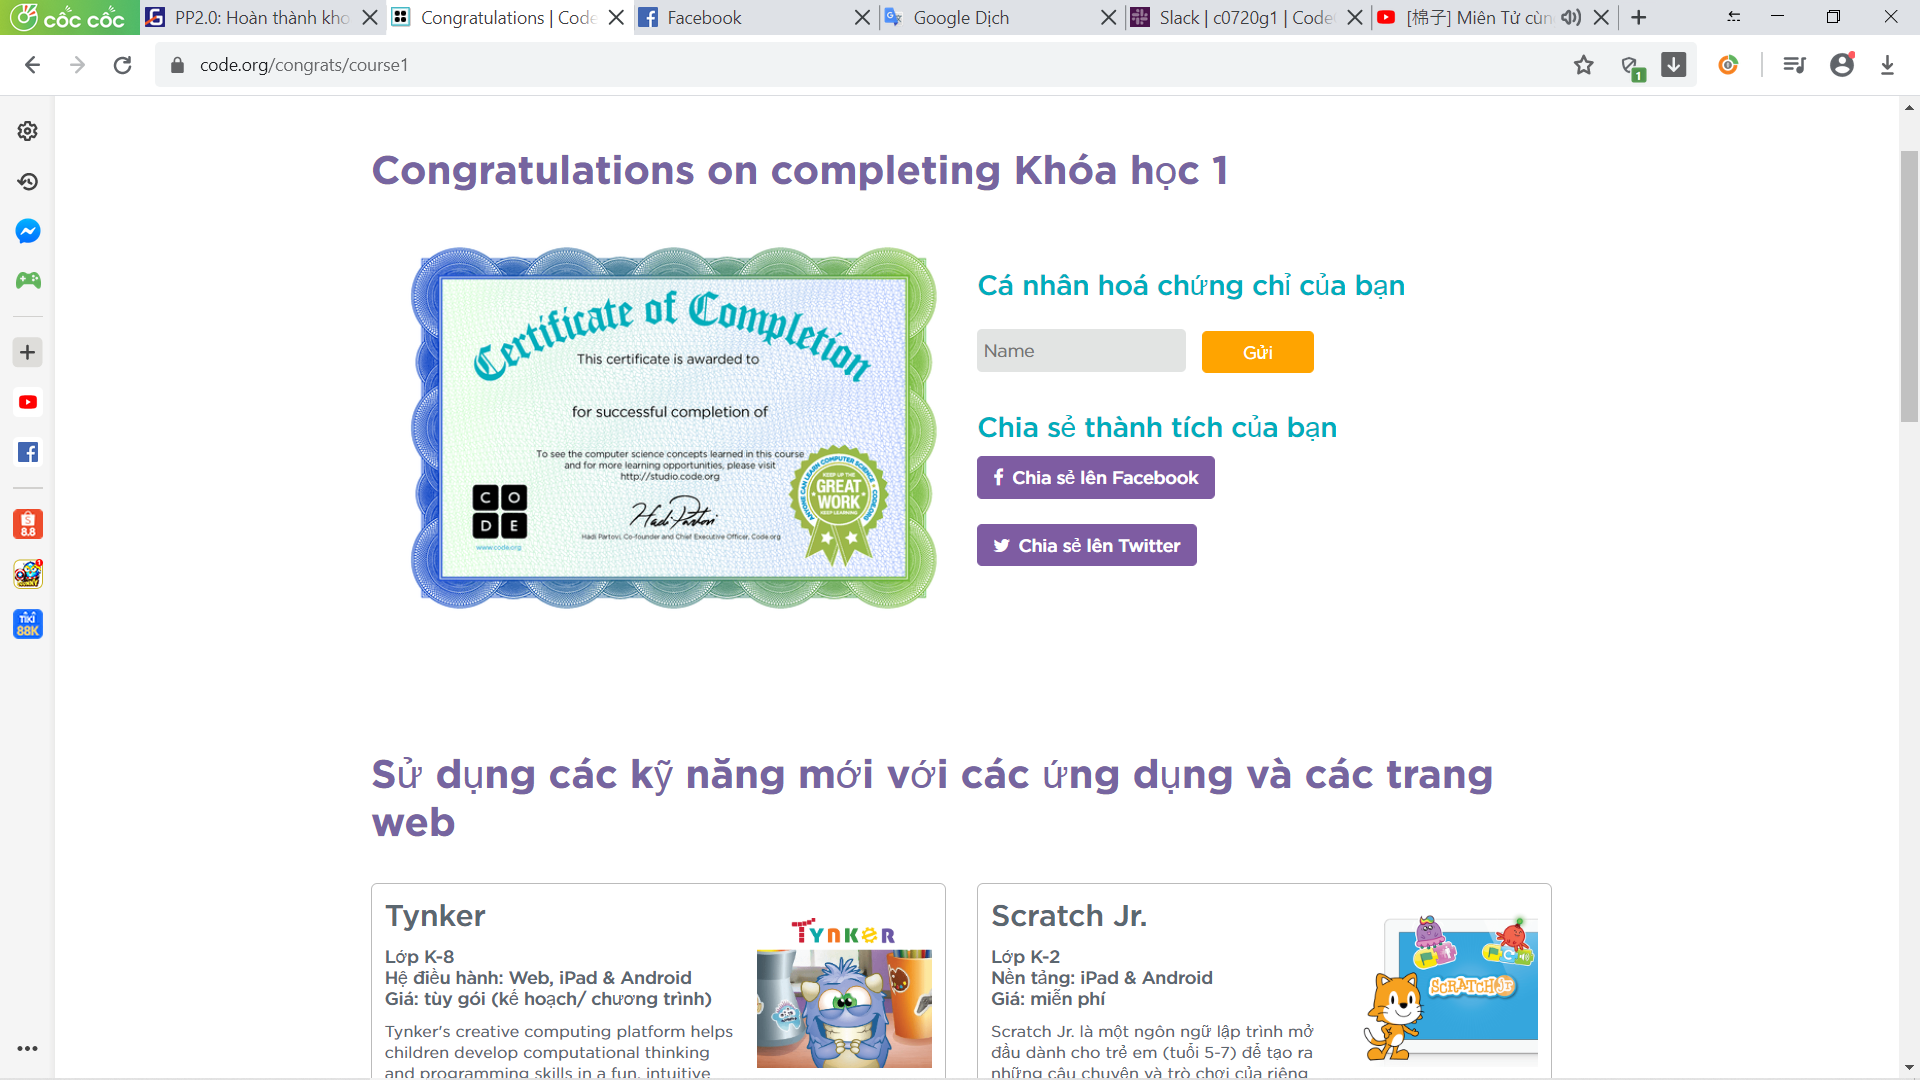 cốc cốc
PP2.0: Hoàn thành kho
Congratulations | Code
Facebook
Google Dịch
Slack | c0720g1 | Code
[棉子] Miên Tử cùn
code.org/congrats/course1
1
Congratulations on completing Khóa học 1
Certificate of Completion
This certificate is awarded to
for successful completion of
To see the computer science concepts learned in this course
and for more learning opportunities, please visit
http://studio.code.org
CO
DE
www.code.org
Hadi Partovi
Hadi Partovi, Co-founder and Chief Executive Officer, Code.org
ANYONE CAN LEARN COMPUTER SCIENCE • CODE.ORG
KEEP UP THE
GREAT
WORK
KEEP LEARNING
Cá nhân hoá chứng chỉ của bạn
Name
Gửi
Chia sẻ thành tích của bạn
Chia sẻ lên Facebook
Chia sẻ lên Twitter
8.8
GUNNY
TIKI
88K
Sử dụng các kỹ năng mới với các ứng dụng và các trang
web
Tynker
Lớp K-8
Hệ điều hành: Web, iPad & Android
Giá: tùy gói (kế hoạch/ chương trình)
Tynker's creative computing platform helps
children develop computational thinking
and programming skills in a fun, intuitive
TYNKER
Scratch Jr.
Lớp K-2
Nền tảng: iPad & Android
Giá: miễn phí
Scratch Jr. là một ngôn ngữ lập trình mở
đầu dành cho trẻ em (tuổi 5-7) để tạo ra
những câu chuyện và trò chơi của riêng
SCRATCHJr